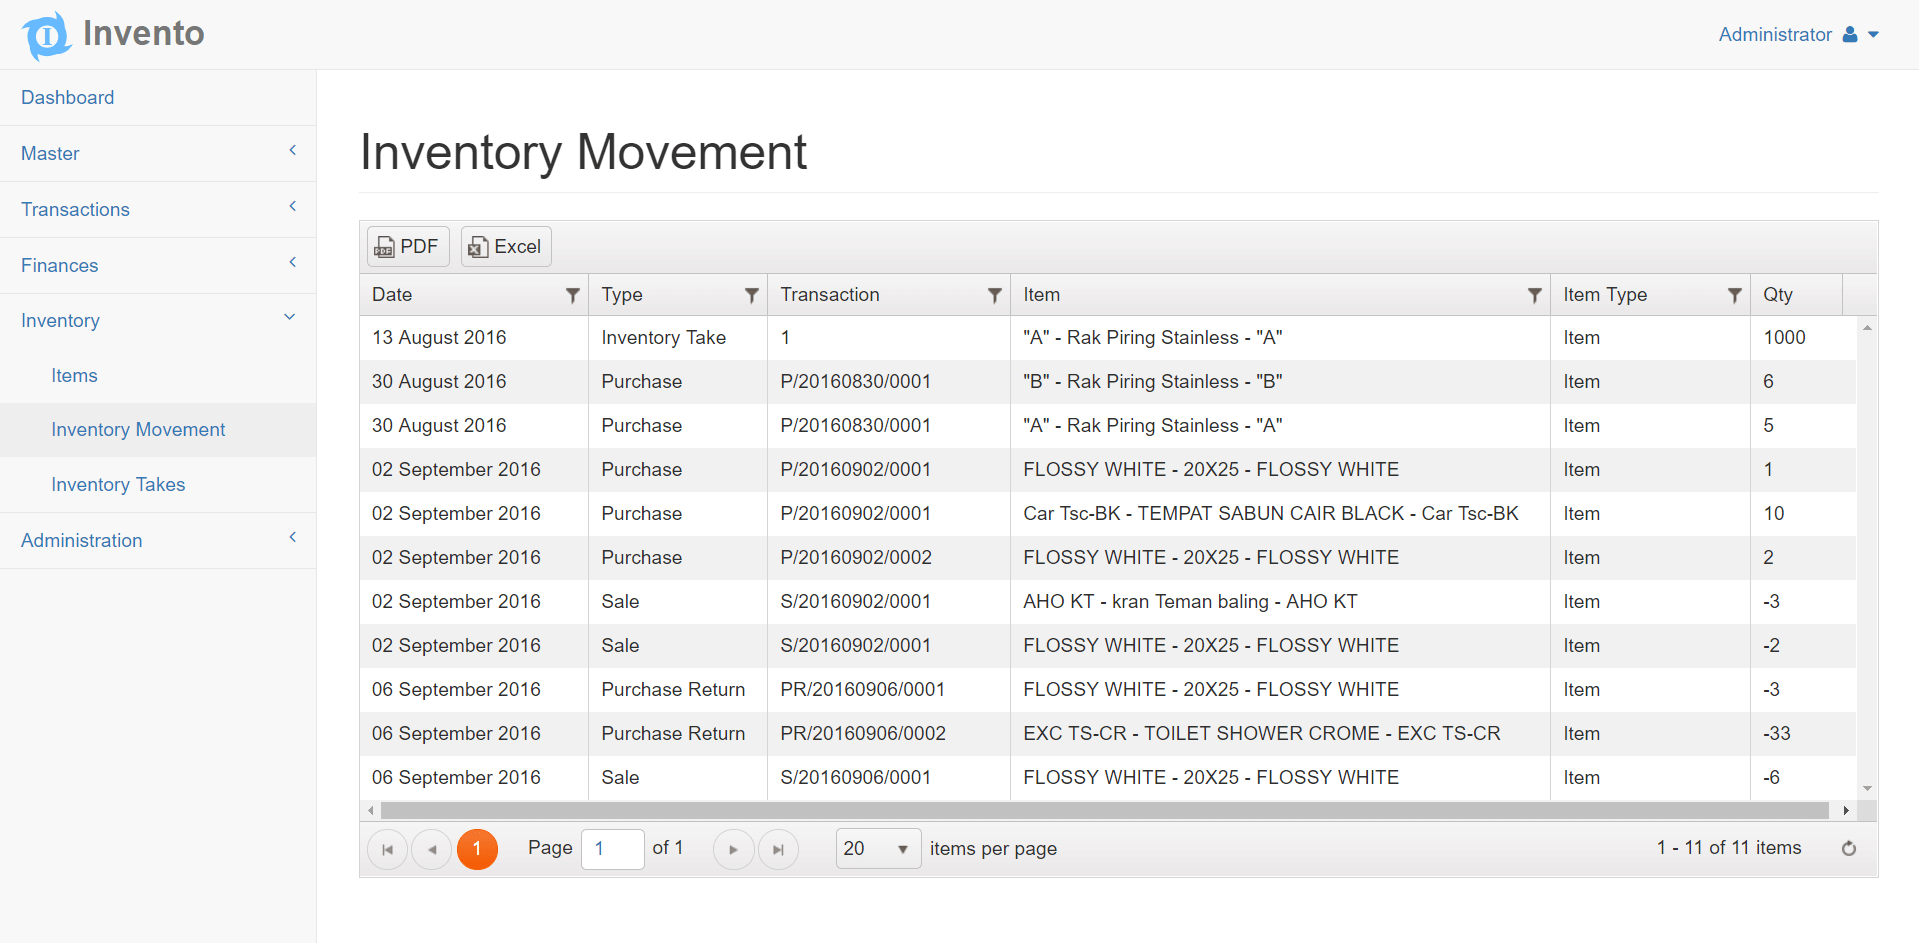 Invento
Administrator
Dashboard
Master
Transactions
Finances
Inventory
Items
Inventory Movement
Inventory Takes
Administration
Inventory Movement
PDF Excel
Date Type Transaction Item Item Type Qty
13 August 2016 Inventory Take 1 "A" - Rak Piring Stainless - "A" Item 1000
30 August 2016 Purchase P/20160830/0001 "B" - Rak Piring Stainless - "B" Item 6
30 August 2016 Purchase P/20160830/0001 "A" - Rak Piring Stainless - "A" Item 5
02 September 2016 Purchase P/20160902/0001 FLOSSY WHITE - 20X25 - FLOSSY WHITE Item 1
02 September 2016 Purchase P/20160902/0001 Car Tsc-BK - TEMPAT SABUN CAIR BLACK - Car Tsc-BK Item 10
02 September 2016 Purchase P/20160902/0002 FLOSSY WHITE - 20X25 - FLOSSY WHITE Item 2
02 September 2016 Sale S/20160902/0001 AHO KT - kran Teman baling - AHO KT Item -3
02 September 2016 Sale S/20160902/0001 FLOSSY WHITE - 20X25 - FLOSSY WHITE Item -2
06 September 2016 Purchase Return PR/20160906/0001 FLOSSY WHITE - 20X25 - FLOSSY WHITE Item -3
06 September 2016 Purchase Return PR/20160906/0002 EXC TS-CR - TOILET SHOWER CROME - EXC TS-CR Item -33
06 September 2016 Sale S/20160906/0001 FLOSSY WHITE - 20X25 - FLOSSY WHITE Item -6
1 Page 1 of 1 20 items per page 1 - 11 of 11 items